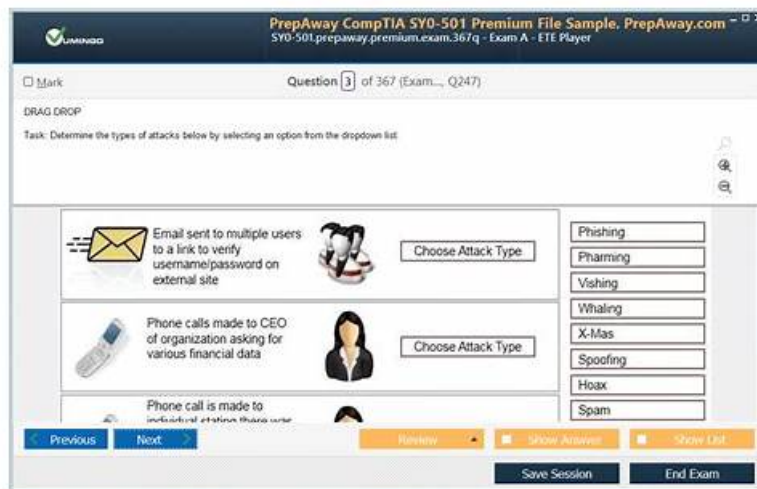 VUMINGO
PrepAway CompTIA SY0-501 Premium File Sample. PrepAway.com
SY0-501.prepaway.premium.exam.367q - Exam A - ETE Player
Mark
Question 3 of 367 (Exam..., Q247)
DRAG DROP
Task: Determine the types of attacks below by selecting an option from the dropdown list
Email sent to multiple users
to a link to verify
username/password on
external site
Choose Attack Type
Phone calls made to CEO
of organization asking for
various financial data
Choose Attack Type
Phone call is made to
individual stating there was
Phishing
Pharming
Vishing
Whaling
X-Mas
Spoofing
Hoax
Spam
Previous
Next
Review
Show Answer
Show List
Save Session
End Exam